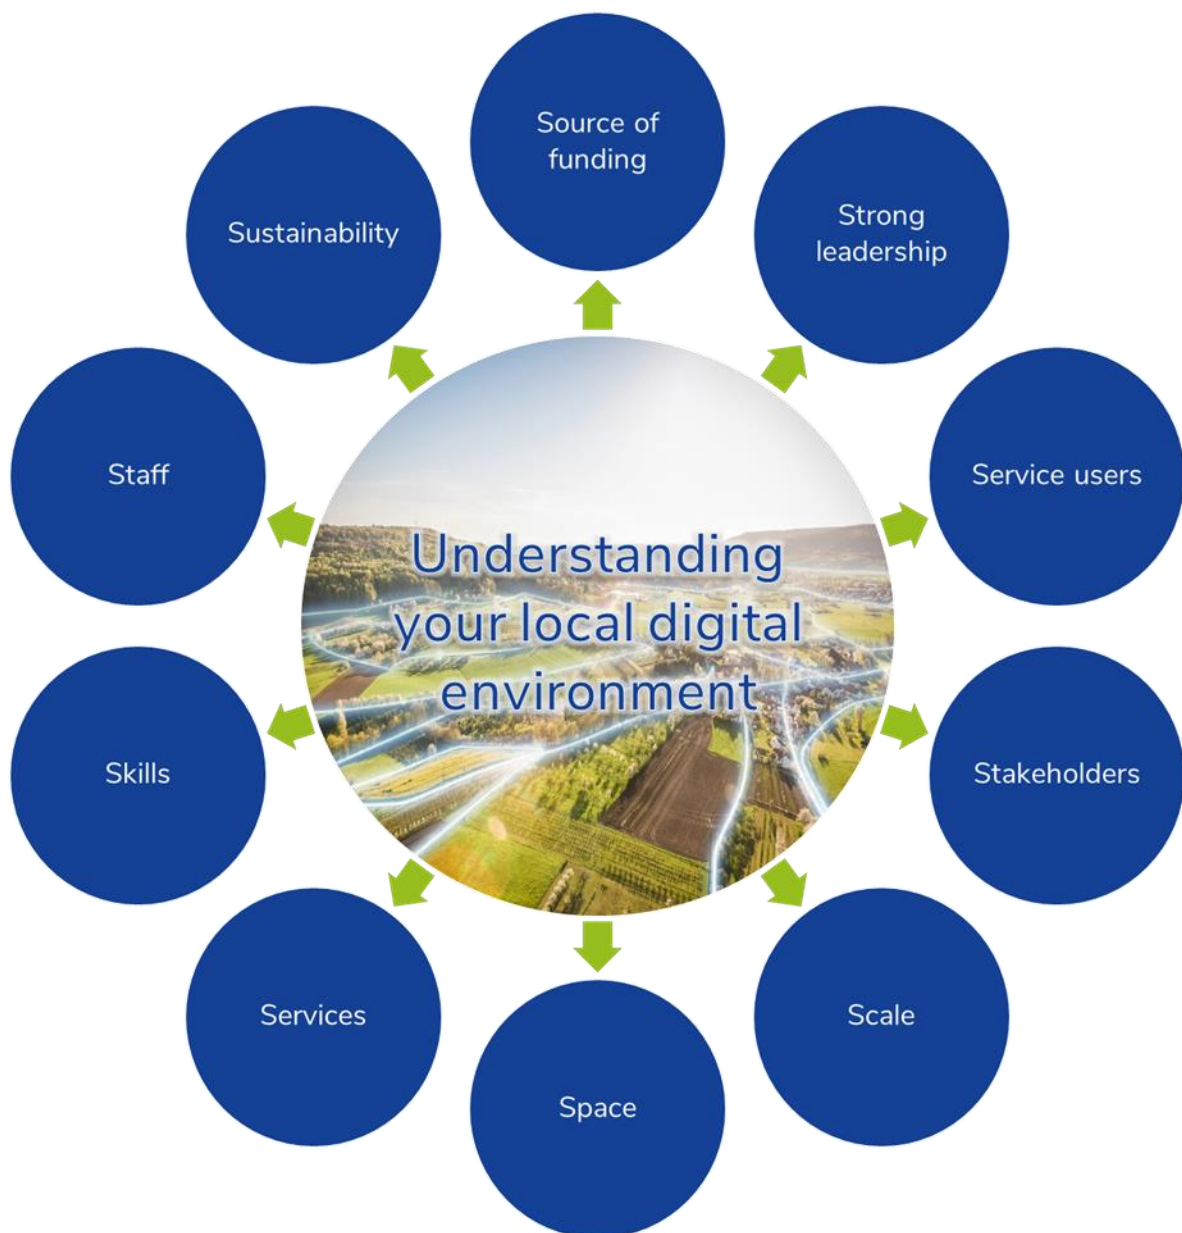 Source of
funding
Strong
leadership
Service users
Stakeholders
Scale
Space
Services
Skills
Staff
Sustainability
Understanding
your local digital
environment